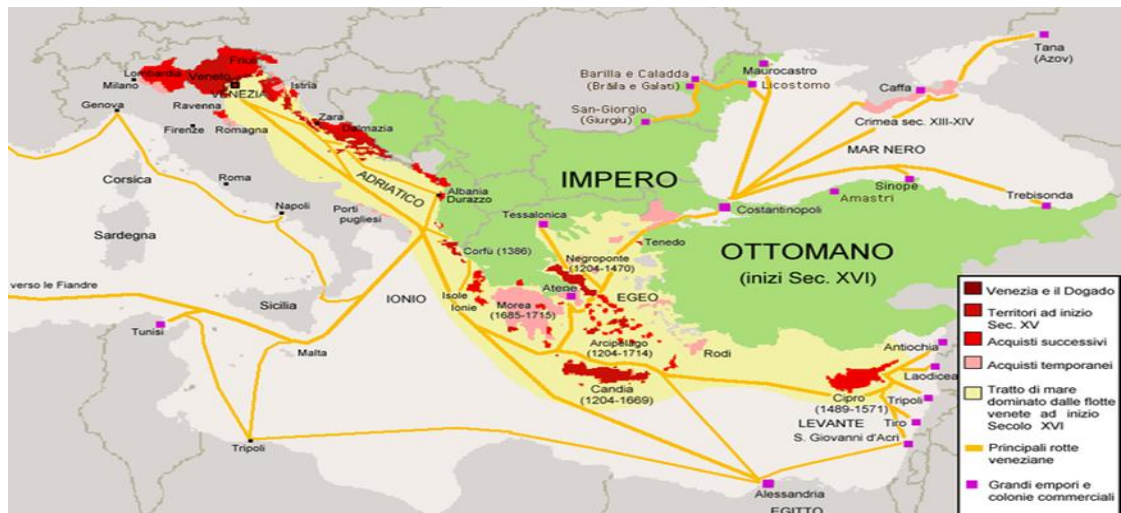 Tana
(Azov)
Friuli
Lombardia
Veneto
Milano
VENEZIA
Istria
Genova
Ravenna
Firenze
Romagna
Zara
Dalmazia
Corsica
Roma
ADRIATICO
Napoli
Porti
pugliesi
Albania
Durazzo
Sardegna
verso le Fiandre
Sicilia
Tunisi
Malta
Tripoli
IONIO
Barilla e Caladda
(Brăila e Galati)
San-Giorgio
(Giurgiu)
Maurocastro
Licostomo
Caffa
Crimea sec. XIII-XIV
MAR NERO
Sinope
Amastri
Trebisonda
Costantinopoli
IMPERO
OTTOMANO
(inizi Sec. XVI)
Tessalonica
Tenedo
Corfù (1386)
Negroponte
(1204-1470)
Atene
EGEO
Isole
Ionie
Morea
(1685-1715)
Arcipelago
(1204-1714)
Rodi
Candia
(1204-1669)
Cipro
(1489-1571)
LEVANTE
Antiochia
Laodicea
Tripoli
Tiro
S. Giovanni d'Acri
Alessandria
EGITTO
Venezia e il Dogado
Territori ad inizio
Sec. XV
Acquisti successivi
Acquisti temporanei
Tratto di mare
dominato dalle flotte
venete ad inizio
Secolo XVI
Principali rotte
veneziane
Grandi empori e
colonie commerciali